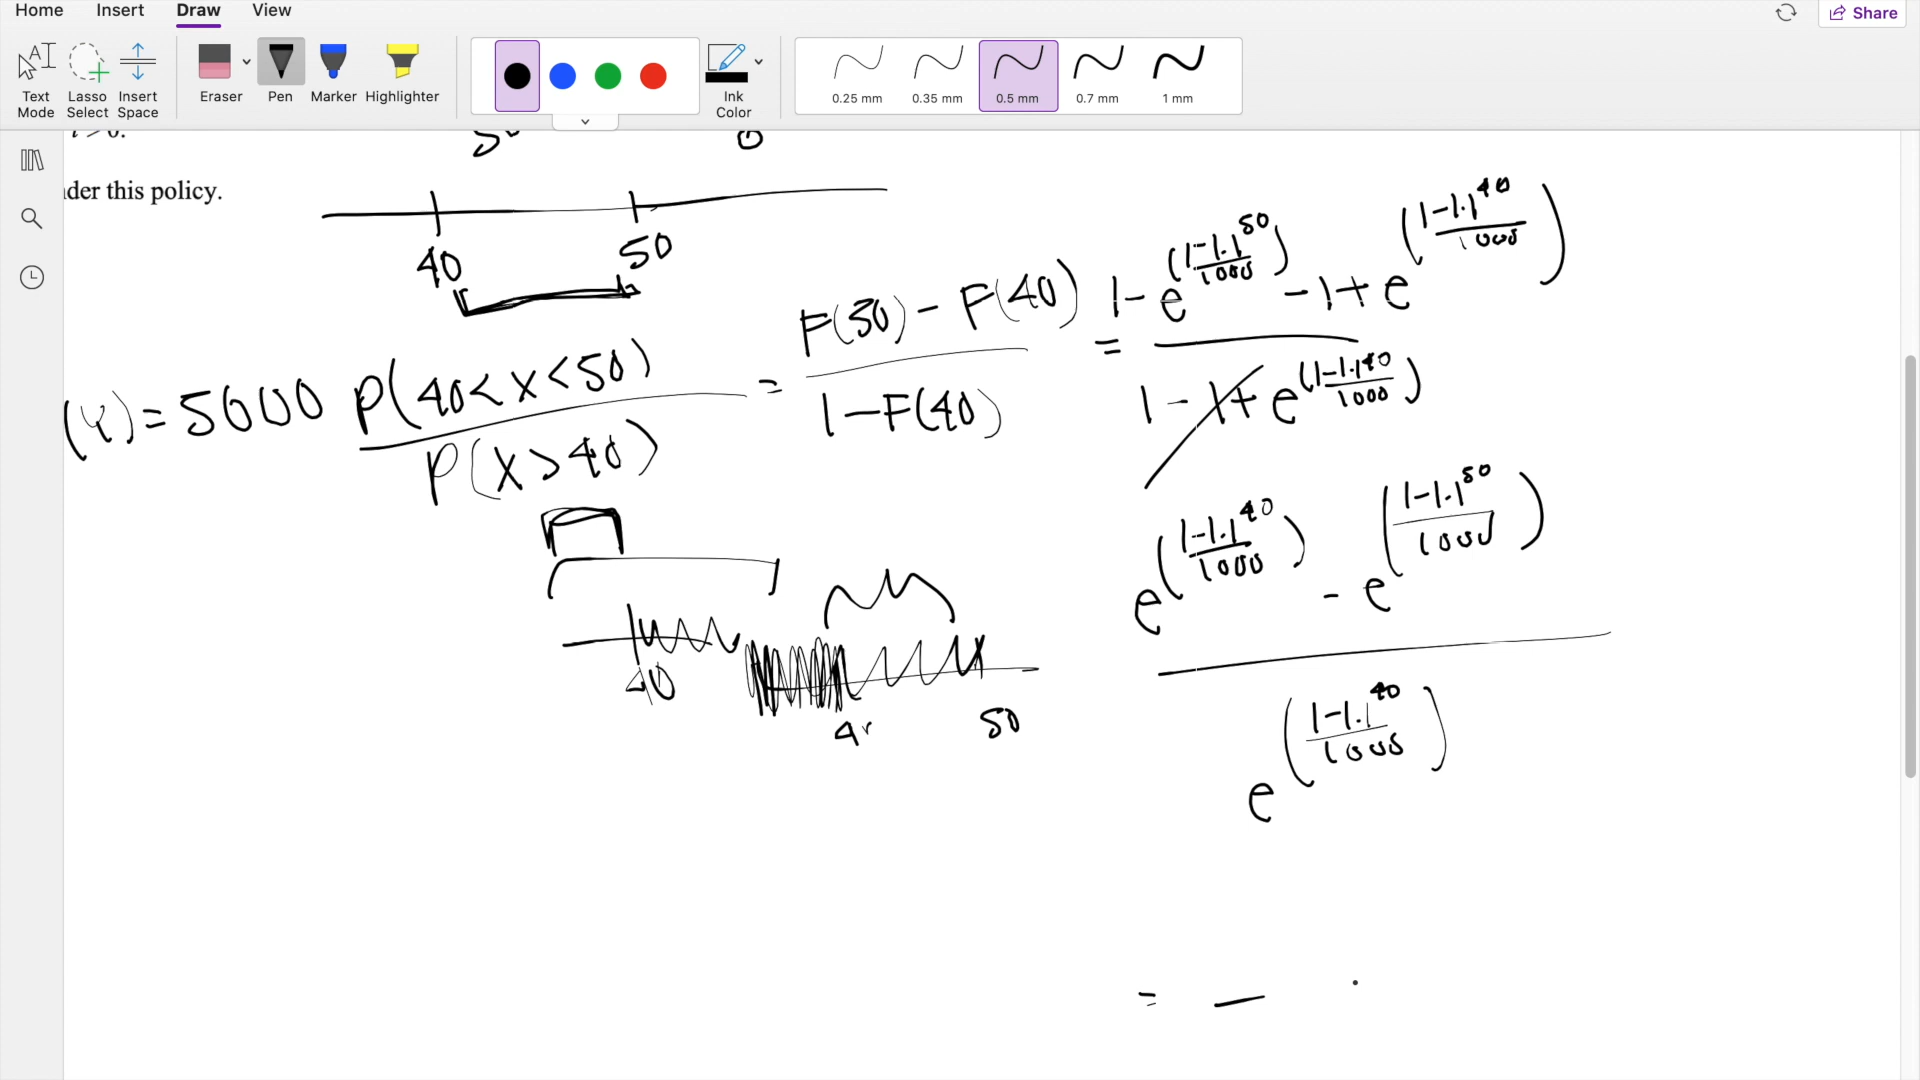 Home Insert Draw View
Share
Text Mode
Lasso Select
Insert Space
Eraser
Pen
Marker
Highlighter
Ink Color
0.25 mm
0.35 mm
0.5 mm
0.7 mm
1 mm
under this policy.
40 50
(Y) = 5000 P(40<x<50) / P(x>40) = F(50) - F(40) / 1-F(40) = 1 - e^((1-1.1^50)/1000) - 1 + e^((1-1.1^40)/1000) / 1 - 1 + e^((1-1.1^40)/1000)
e^((1-1.1^40)/1000) - e^((1-1.1^50)/1000) / e^((1-1.1^40)/1000)
40
50
= —